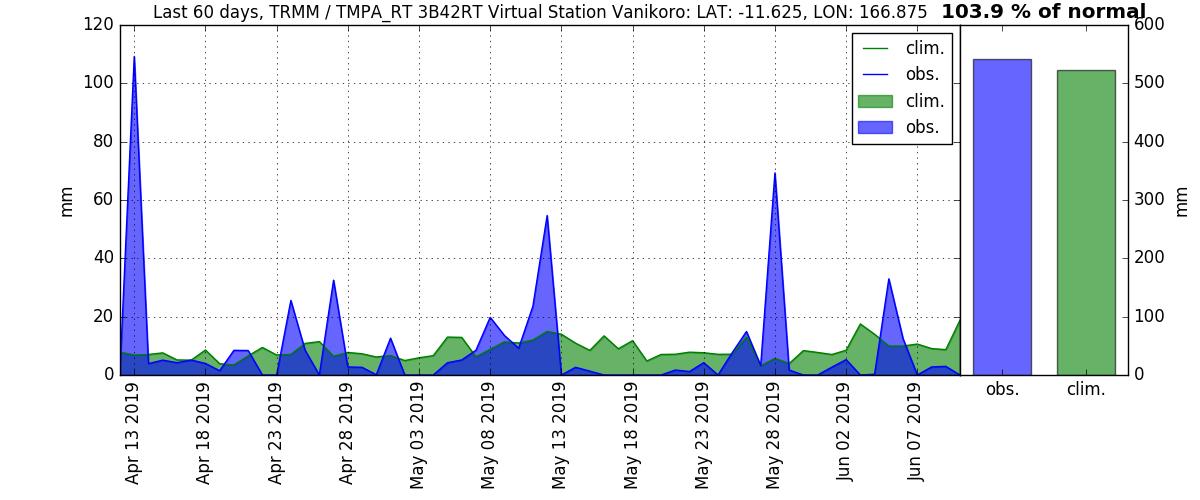 Last 60 days, TRMM / TMPA_RT 3B42RT Virtual Station Vanikoro: LAT: -11.625, LON: 166.875 103.9 % of normal
120
100
80
60
40
20
0
mm
clim.
obs.
clim.
obs.
600
500
400
300
200
100
0
mm
obs.
clim.
Apr 13 2019
Apr 18 2019
Apr 23 2019
Apr 28 2019
May 03 2019
May 08 2019
May 13 2019
May 18 2019
May 23 2019
May 28 2019
Jun 02 2019
Jun 07 2019